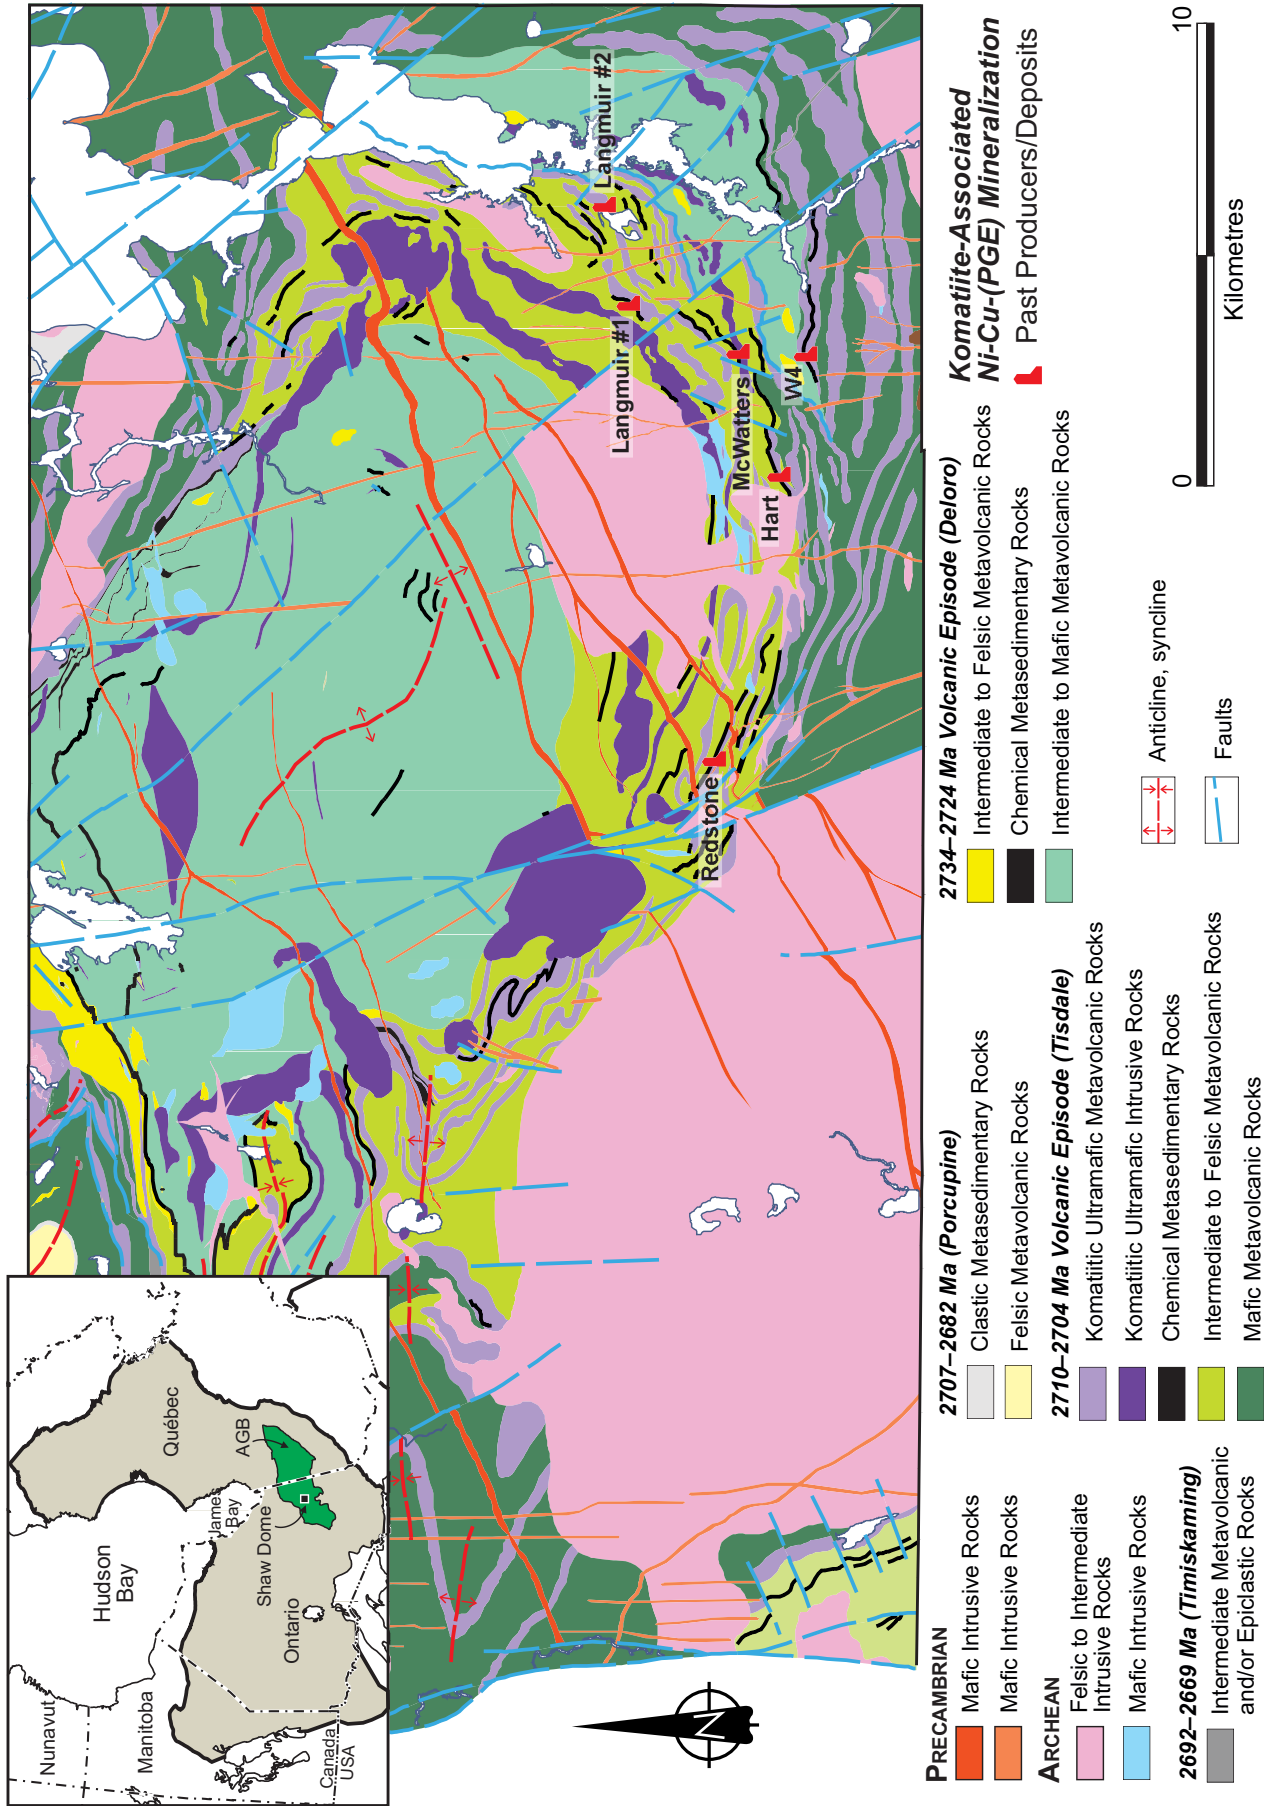 Nunavut
Hudson
Bay
Manitoba
James
Bay
Québec
AGB
Shaw Dome
Ontario
Canada
USA
Langmuir #2
Langmuir #1
McWatters
W4
Hart
Redstone
N
PRECAMBRIAN
Mafic Intrusive Rocks
Mafic Intrusive Rocks
ARCHEAN
Felsic to Intermediate
Intrusive Rocks
Mafic Intrusive Rocks
2692–2669 Ma (Timiskaming)
Intermediate Metavolcanic
and/or Epiclastic Rocks
2707–2682 Ma (Porcupine)
Clastic Metasedimentary Rocks
Felsic Metavolcanic Rocks
2710–2704 Ma Volcanic Episode (Tisdale)
Komatiitic Ultramafic Metavolcanic Rocks
Komatiitic Ultramafic Intrusive Rocks
Chemical Metasedimentary Rocks
Intermediate to Felsic Metavolcanic Rocks
Mafic Metavolcanic Rocks
2734–2724 Ma Volcanic Episode (Deloro)
Intermediate to Felsic Metavolcanic Rocks
Chemical Metasedimentary Rocks
Intermediate to Mafic Metavolcanic Rocks
Anticline, syncline
Faults
Komatiite-Associated
Ni-Cu-(PGE) Mineralization
Past Producers/Deposits
0
10
Kilometres